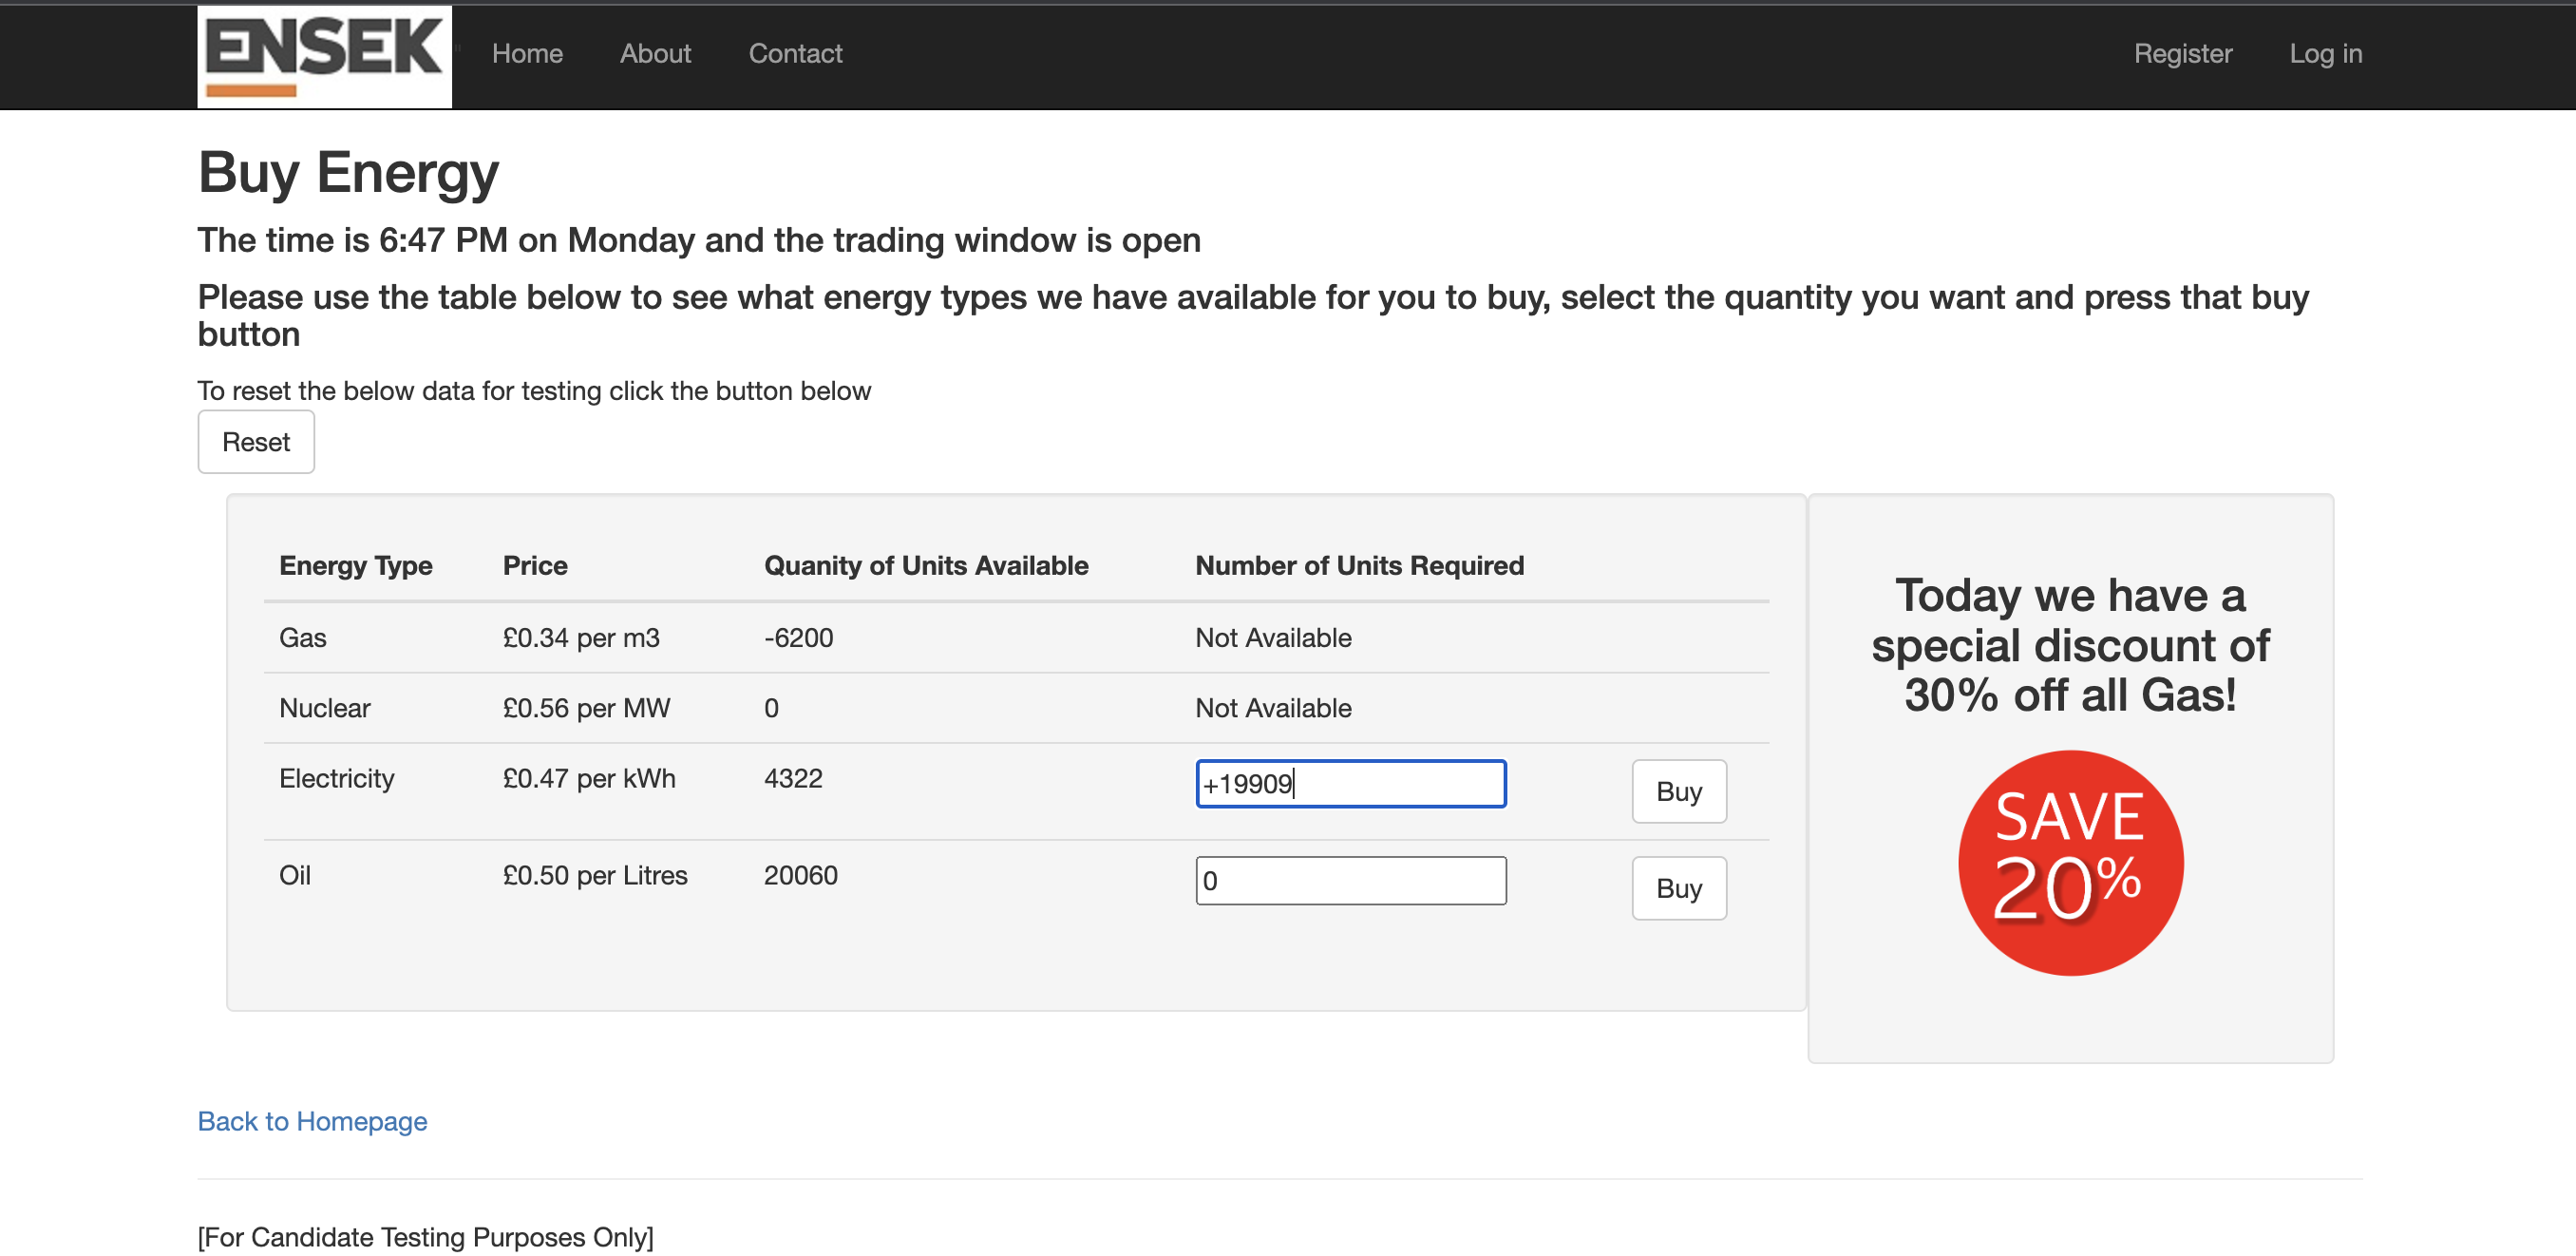 ENSEK Home About Contact Register Log in
Buy Energy
The time is 6:47 PM on Monday and the trading window is open
Please use the table below to see what energy types we have available for you to buy, select the quantity you want and press that buy
button
To reset the below data for testing click the button below
Reset
Energy Type Price Quanity of Units Available Number of Units Required
Gas £0.34 per m3 -6200 Not Available
Nuclear £0.56 per MW 0 Not Available
Electricity £0.47 per kWh 4322 +19909 Buy
Oil £0.50 per Litres 20060 0 Buy
Today we have a
special discount of
30% off all Gas!
SAVE
20%
Back to Homepage
[For Candidate Testing Purposes Only]